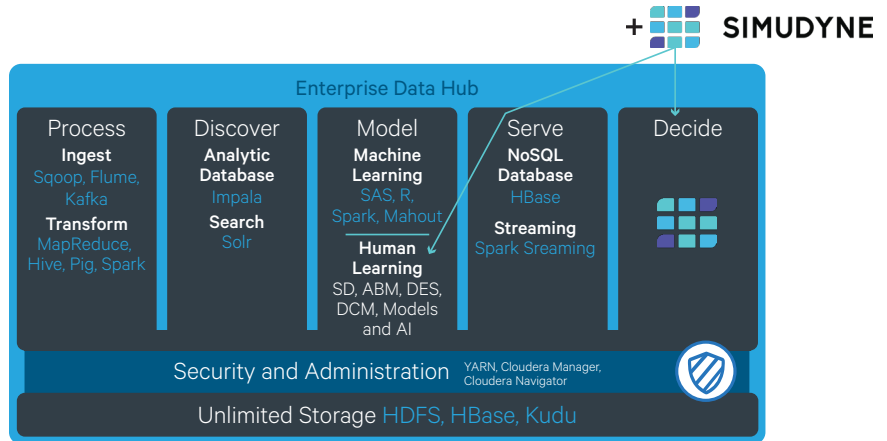 + SIMUDYNE
Enterprise Data Hub
Process
Ingest
Sqoop, Flume,
Kafka
Transform
MapReduce,
Hive, Pig, Spark
Discover
Analytic
Database
Impala
Search
Solr
Model
Machine
Learning
SAS, R,
Spark, Mahout
Human
Learning
SD, ABM, DES,
DCM, Models
and AI
Serve
NoSQL
Database
HBase
Streaming
Spark Sreaming
Decide
Security and Administration
YARN, Cloudera Manager,
Cloudera Navigator
Unlimited Storage HDFS, HBase, Kudu